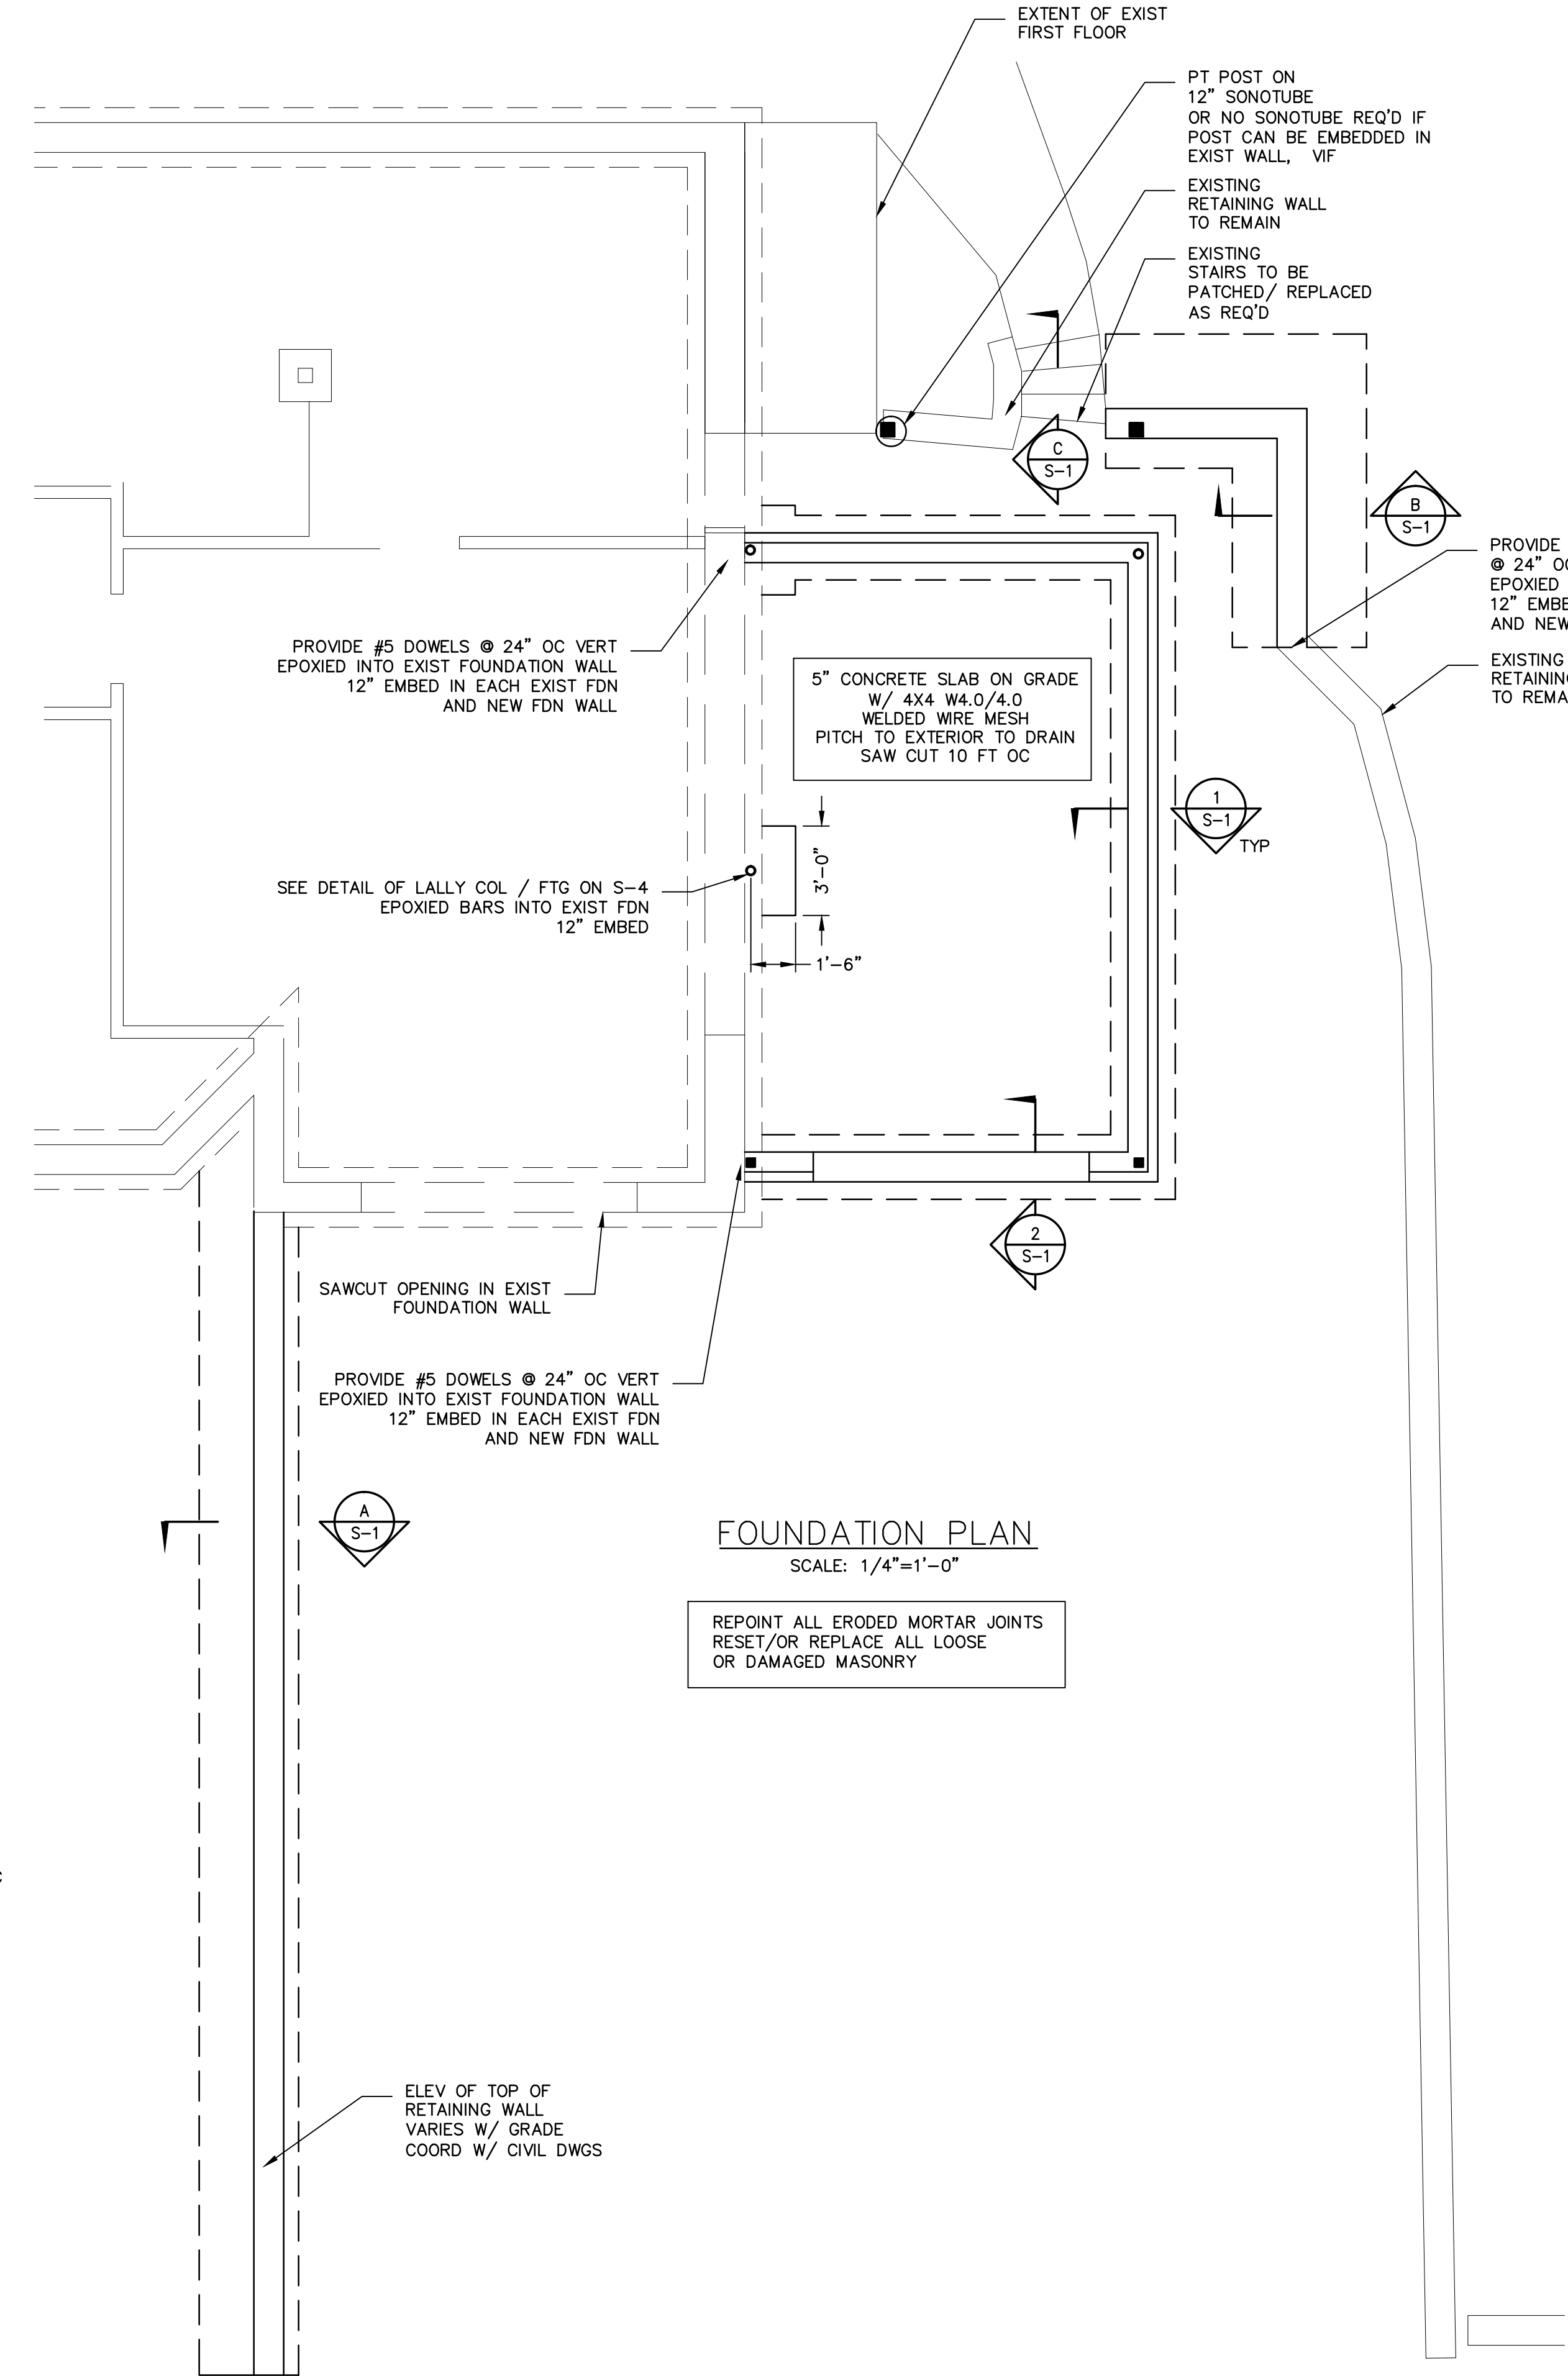 EXTENT OF EXIST
FIRST FLOOR
PT POST ON
12" SONOTUBE
OR NO SONOTUBE REQ'D IF
POST CAN BE EMBEDDED IN
EXIST WALL, VIF
EXISTING
RETAINING WALL
TO REMAIN
EXISTING
STAIRS TO BE
PATCHED/ REPLACED
AS REQ'D
C
S-1
B
S-1
PROVIDE
@ 24"
EPOXIED
12"
AND NEW
EXISTING
TO
PROVIDE #5 DOWELS @ 24" OC VERT
EPOXIED INTO EXIST FOUNDATION WALL
12" EMBED IN EACH EXIST FDN
AND NEW FDN WALL
5" CONCRETE SLAB ON GRADE
W/ 4X4 W4.0/4.0
WELDED WIRE MESH
PITCH TO EXTERIOR TO DRAIN
SAW CUT 10 FT OC
1
S-1
TYP
3'-0"
SEE DETAIL OF LALLY COL / FTG ON S-4
EPOXIED BARS INTO EXIST FDN
12" EMBED
1'-6"
2
S-1
SAWCUT OPENING IN EXIST
FOUNDATION WALL
PROVIDE #5 DOWELS @ 24" OC VERT
EPOXIED INTO EXIST FOUNDATION WALL
12" EMBED IN EACH EXIST FDN
AND NEW FDN WALL
A
S-1
FOUNDATION PLAN
SCALE: 1/4"=1'-0"
REPOINT ALL ERODED MORTAR JOINTS
RESET/OR REPLACE ALL LOOSE
OR DAMAGED MASONRY
ELEV OF TOP OF
RETAINING WALL
VARIES W/ GRADE
COORD W/ CIVIL DWGS